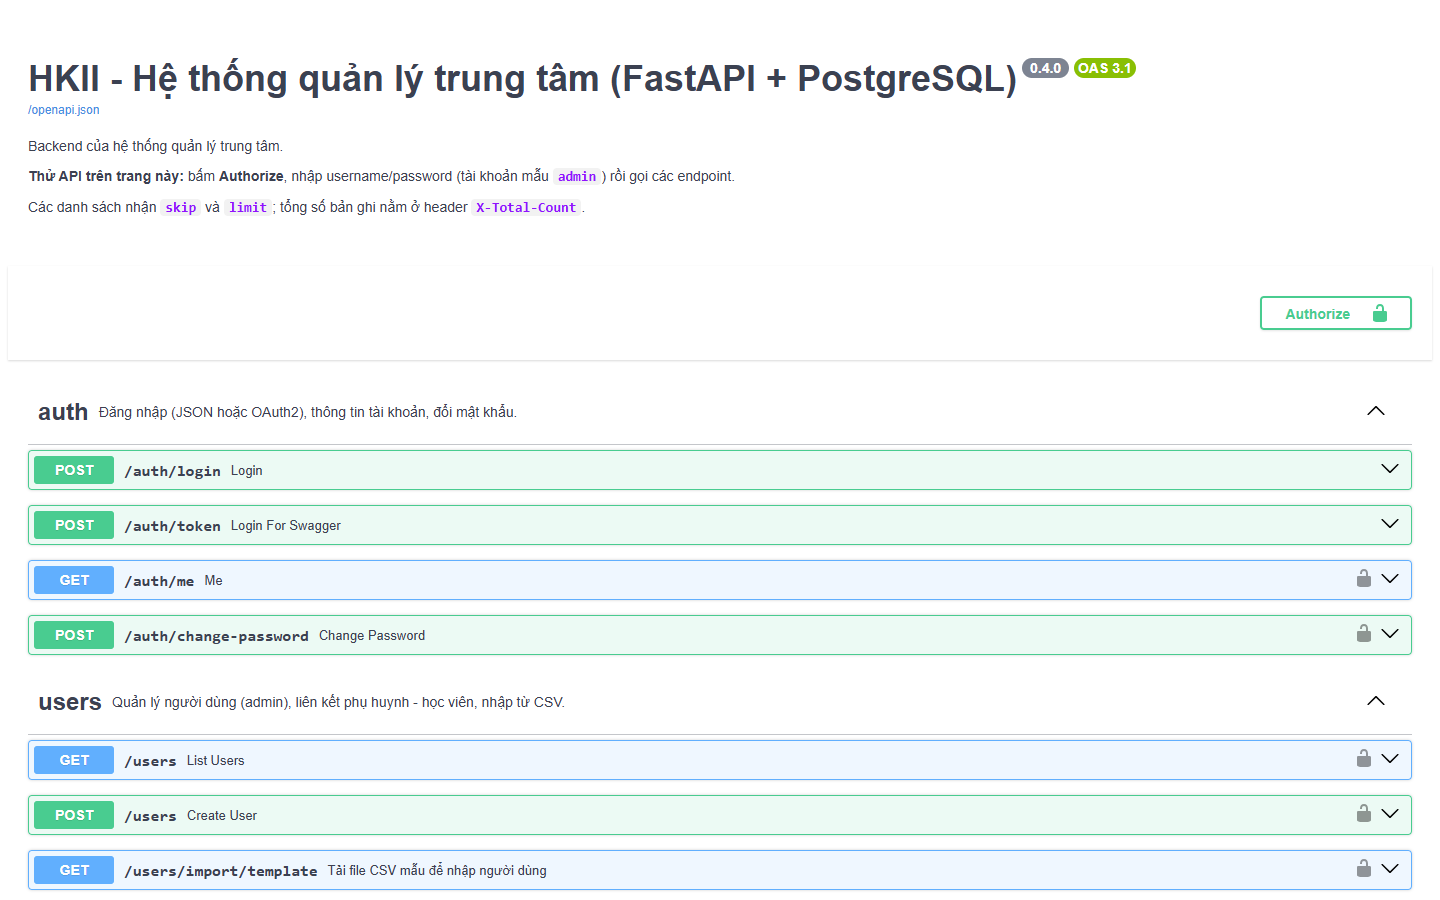 HKII - Hệ thống quản lý trung tâm (FastAPI + PostgreSQL) 0.4.0 OAS 3.1
/openapi.json
Backend của hệ thống quản lý trung tâm.
Thử API trên trang này: bấm Authorize, nhập username/password (tài khoản mẫu admin ) rồi gọi các endpoint.
Các danh sách nhận skip và limit ; tổng số bản ghi nằm ở header X-Total-Count .
Authorize
auth Đăng nhập (JSON hoặc OAuth2), thông tin tài khoản, đổi mật khẩu.
POST /auth/login Login
POST /auth/token Login For Swagger
GET /auth/me Me
POST /auth/change-password Change Password
users Quản lý người dùng (admin), liên kết phụ huynh - học viên, nhập từ CSV.
GET /users List Users
POST /users Create User
GET /users/import/template Tải file CSV mẫu để nhập người dùng